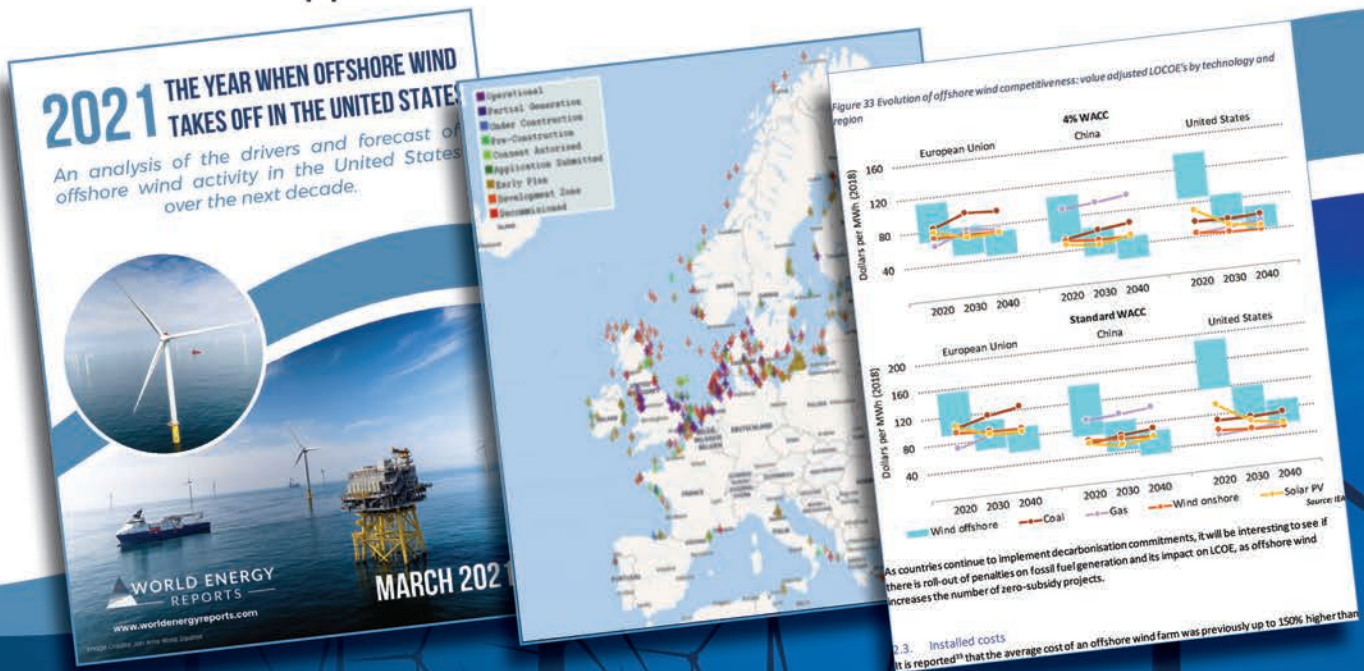 2021 THE YEAR WHEN OFFSHORE WIND
TAKES OFF IN THE UNITED STATES
An analysis of the drivers and forecast of
offshore wind activity in the United States
over the next decade.
WORLD ENERGY
REPORTS
www.worldenergyreports.com
MARCH 2021
Operational
Partial Generation
Under Construction
Pre-Construction
Consent Autorised
Application Submitted
Early Plan
Development Zone
Decommisioned
Figure 33 Evolution of offshore wind competitiveness: value adjusted LOCOE's by technology and
region
4% WACC
European Union
China
United States
Dollars per MWh (2018)
160
120
80
40
2020 2030 2040
2020 2030 2040
2020 2030 2040
Standard WACC
European Union
China
United States
Dollars per MWh (2018)
200
160
120
80
40
2020 2030 2040
2020 2030 2040
2020 2030 2040
Wind offshore
Coal
Gas
Wind onshore
Solar PV
Source: IEA
As countries continue to implement decarbonisation commitments, it will be interesting to see if
there is roll-out of penalties on fossil fuel generation and its impact on LCOE, as offshore wind
increases the number of zero-subsidy projects.
2.3. Installed costs
It is reported³⁵ that the average cost of an offshore wind farm was previously up to 150% higher than